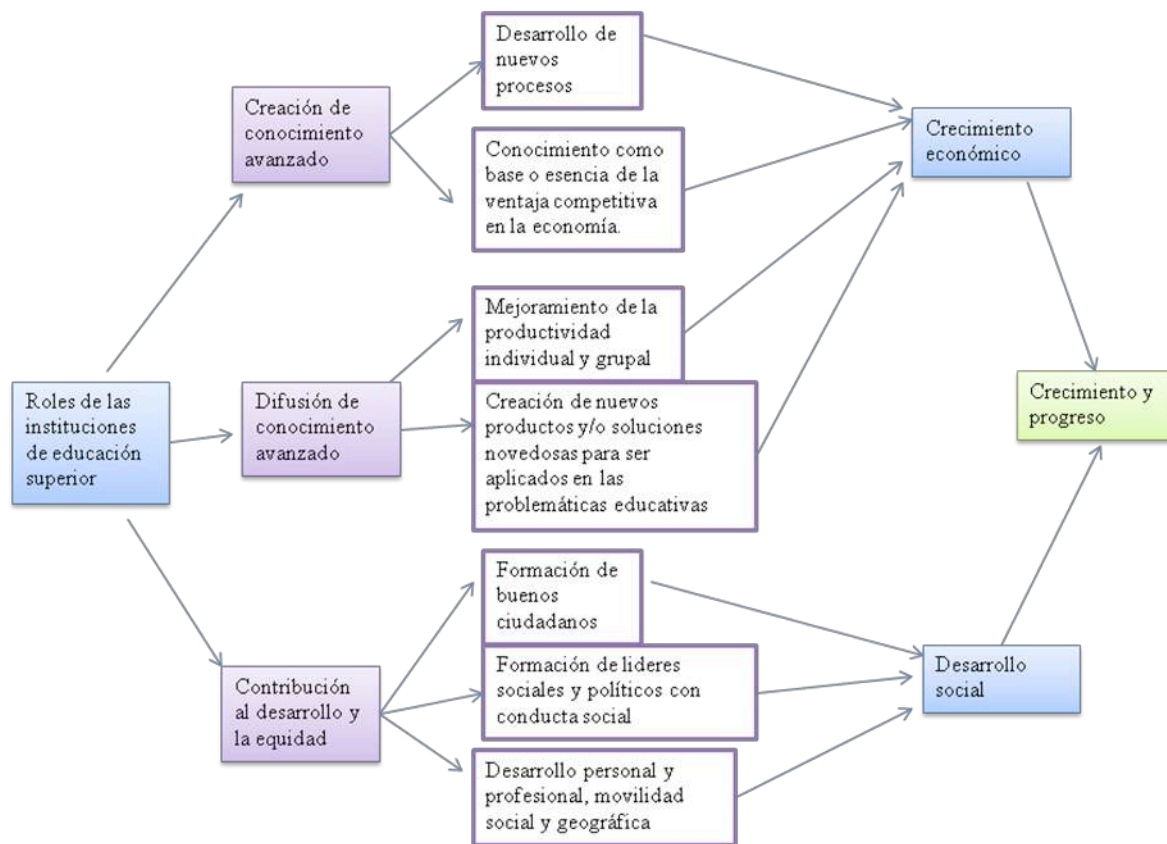 Desarrollo de
nuevos
procesos
Creación de
conocimiento
avanzado
Crecimiento
económico
Conocimiento como
base o esencia de la
ventaja competitiva
en la economía.
Mejoramiento de la
productividad
individual y grupal
Roles de las
instituciones
de educación
superior
Difusión de
conocimiento
avanzado
Crecimiento y
progreso
Creación de nuevos
productos y/o soluciones
novedosas para ser
aplicados en las
problemáticas educativas
Formación de
buenos
ciudadanos
Formación de lideres
sociales y políticos con
conducta social
Desarrollo
social
Contribución
al desarrollo y
la equidad
Desarrollo personal y
profesional, movilidad
social y geográfica